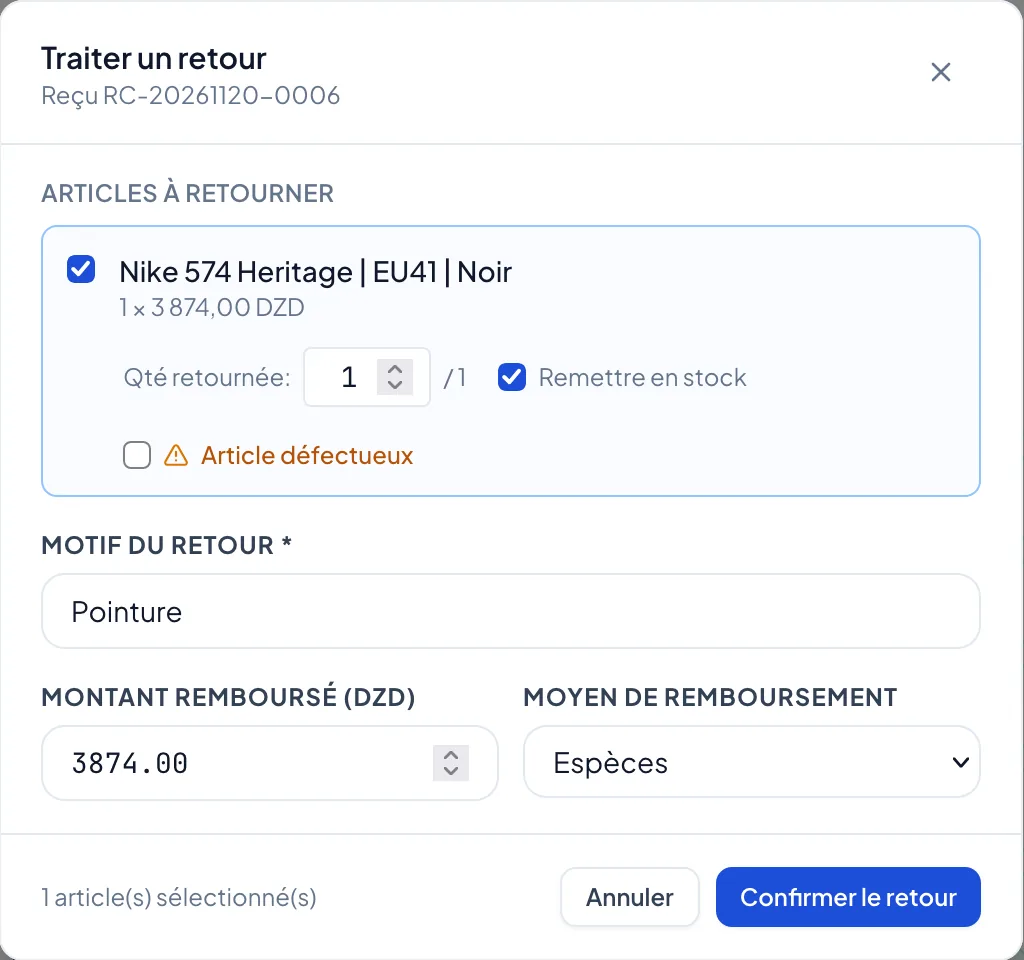 Traiter un retour
Reçu RC-20261120-0006
ARTICLES À RETOURNER
Nike 574 Heritage | EU41 | Noir
1 × 3 874,00 DZD
Qté retournée: 1 / 1 Remettre en stock
Article défectueux
MOTIF DU RETOUR *
Pointure
MONTANT REMBOURSÉ (DZD) MOYEN DE REMBOURSEMENT
3874.00 Espèces
1 article(s) sélectionné(s) Annuler Confirmer le retour